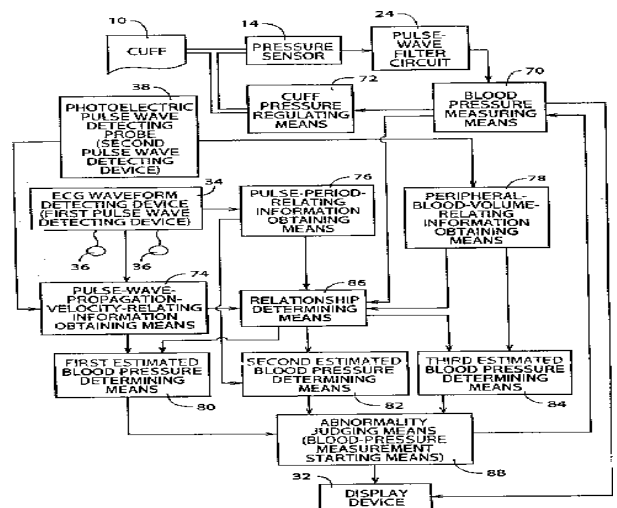 10
CUFF
14
PRESSURE
SENSOR
24
PULSE-
WAVE
FILTER
CIRCUIT
38
PHOTOELECTRIC
PULSE WAVE
DETECTING
PROBE
(SECOND
PULSE WAVE
DETECTING
DEVICE)
72
CUFF
PRESSURE
REGULATING
MEANS
70
BLOOD
PRESSURE
MEASURING
MEANS
34
ECG WAVEFORM
DETECTING DEVICE
(FIRST PULSE WAVE
DETECTING DEVICE)
36
36
76
PULSE-PERIOD-
RELATING
INFORMATION
OBTAINING
MEANS
78
PERIPHERAL-
BLOOD-VOLUME-
RELATING
INFORMATION
OBTAINING
MEANS
74
PULSE-WAVE-
PROPAGATION-
VELOCITY-RELATING
INFORMATION
OBTAINING MEANS
86
RELATIONSHIP
DETERMINING
MEANS
FIRST ESTIMATED
BLOOD PRESSURE
DETERMINING
MEANS
80
SECOND ESTIMATED
BLOOD PRESSURE
DETERMINING
MEANS
82
THIRD ESTIMATED
BLOOD PRESSURE
DETERMINING
MEANS
84
ABNORMALITY
JUDGING MEANS
(BLOOD-PRESSURE
MEASUREMENT
STARTING MEANS)
88
32
DISPLAY
DEVICE